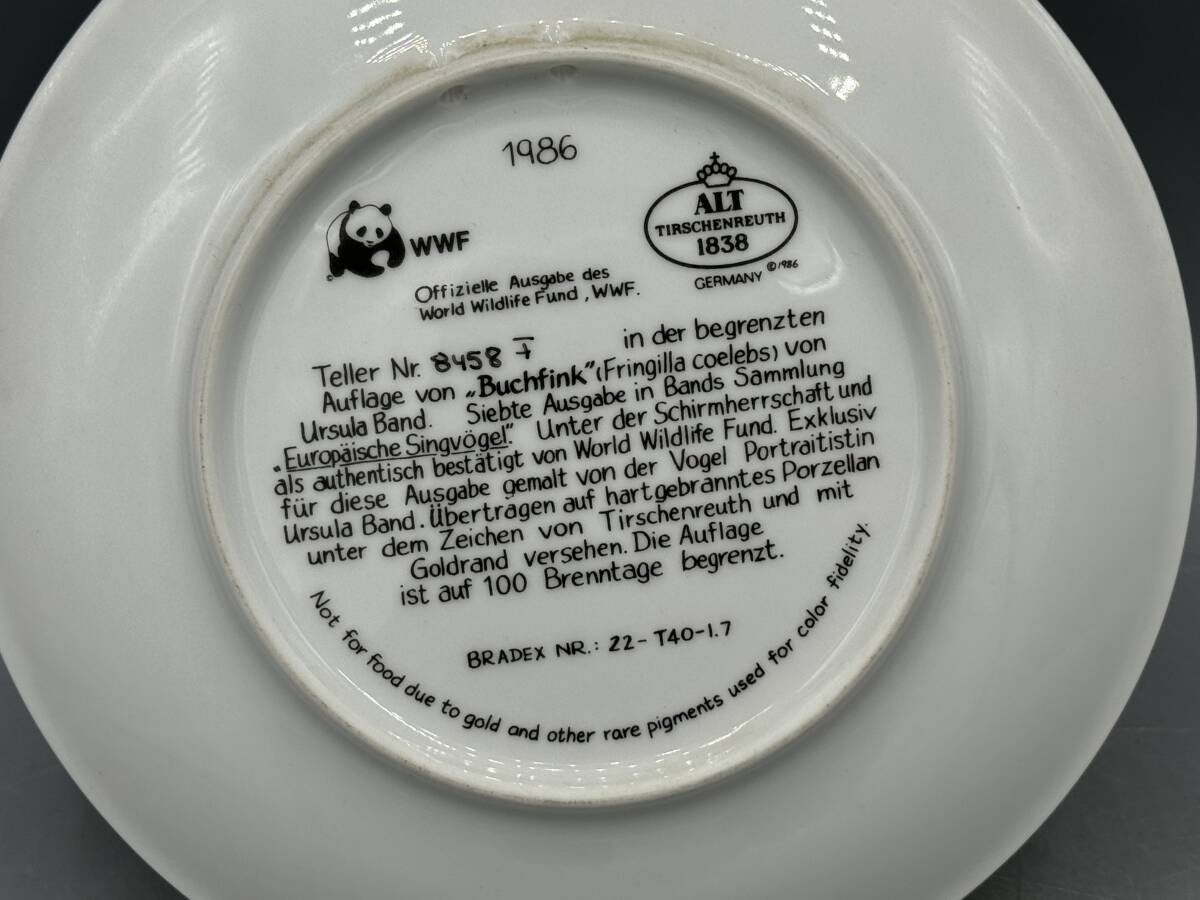 1986
WWF
©
ALT
TIRSCHENREUTH
1838
GERMANY ©1986
Offizielle Ausgabe des
World Wildlife Fund, WWF.
Teller Nr. 8458 in der begrenzten
Auflage von „Buchfink" (Fringilla coelebs) von
Ursula Band. Siebte Ausgabe in Bands Sammlung
„Europäische Singvögel". Unter der Schirmherrschaft und
als authentisch bestätigt von World Wildlife Fund. Exklusiv
für diese Ausgabe gemalt von der Vogel Portraitistin
Ursula Band. Übertragen auf hartgebranntes Porzellan
unter dem Zeichen von Tirschenreuth und mit
Goldrand versehen. Die Auflage
ist auf 100 Brenntage begrenzt.
BRADEX NR.: 22-T40-1.7
Not for food due to gold and other rare pigments used for color fidelity.